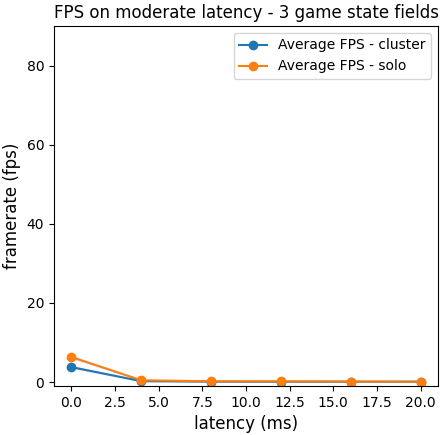 FPS on moderate latency - 3 game state fields
Average FPS - cluster
Average FPS - solo
framerate (fps)
80
60
40
20
0
0.0 2.5 5.0 7.5 10.0 12.5 15.0 17.5 20.0
latency (ms)